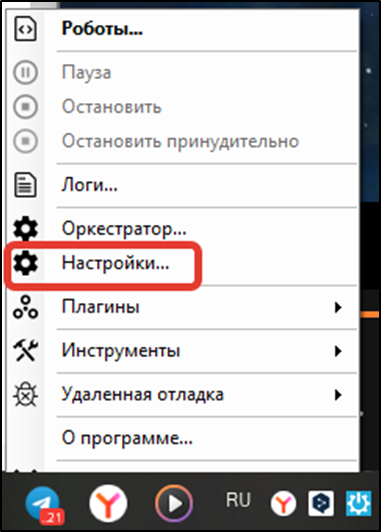 Роботы...
Пауза
Остановить
Остановить принудительно
Логи...
Оркестратор...
Настройки...
Плагины
Инструменты
Удаленная отладка
О программе...
..21
RU